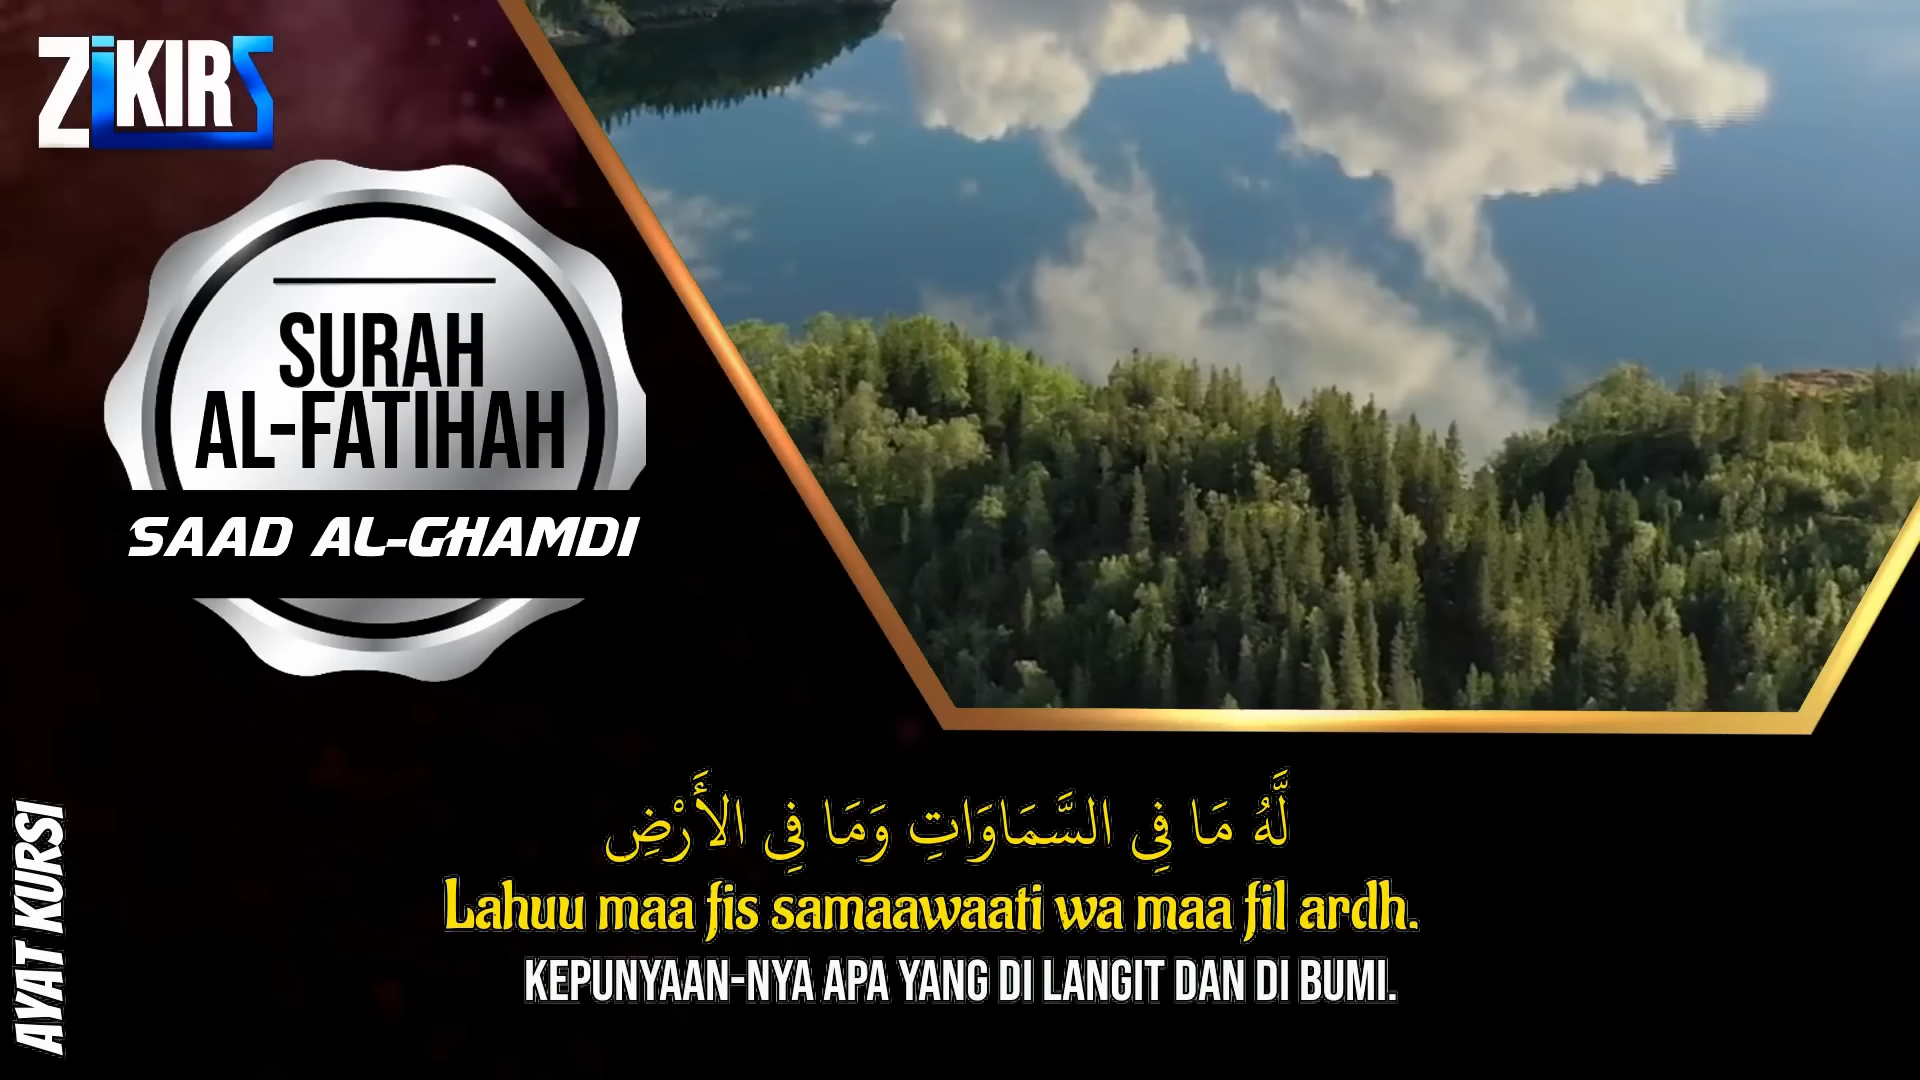 ZIKIRS
SURAH
AL-FATIHAH
SAAD AL-GHAMDI
لَّهُ مَا فِي السَّمَاوَاتِ وَمَا فِي الأَرْضِ
Lahuu maa fis samaawaati wa maa fil ardh.
KEPUNYAAN-NYA APA YANG DI LANGIT DAN DI BUMI.
AYAT KURSI